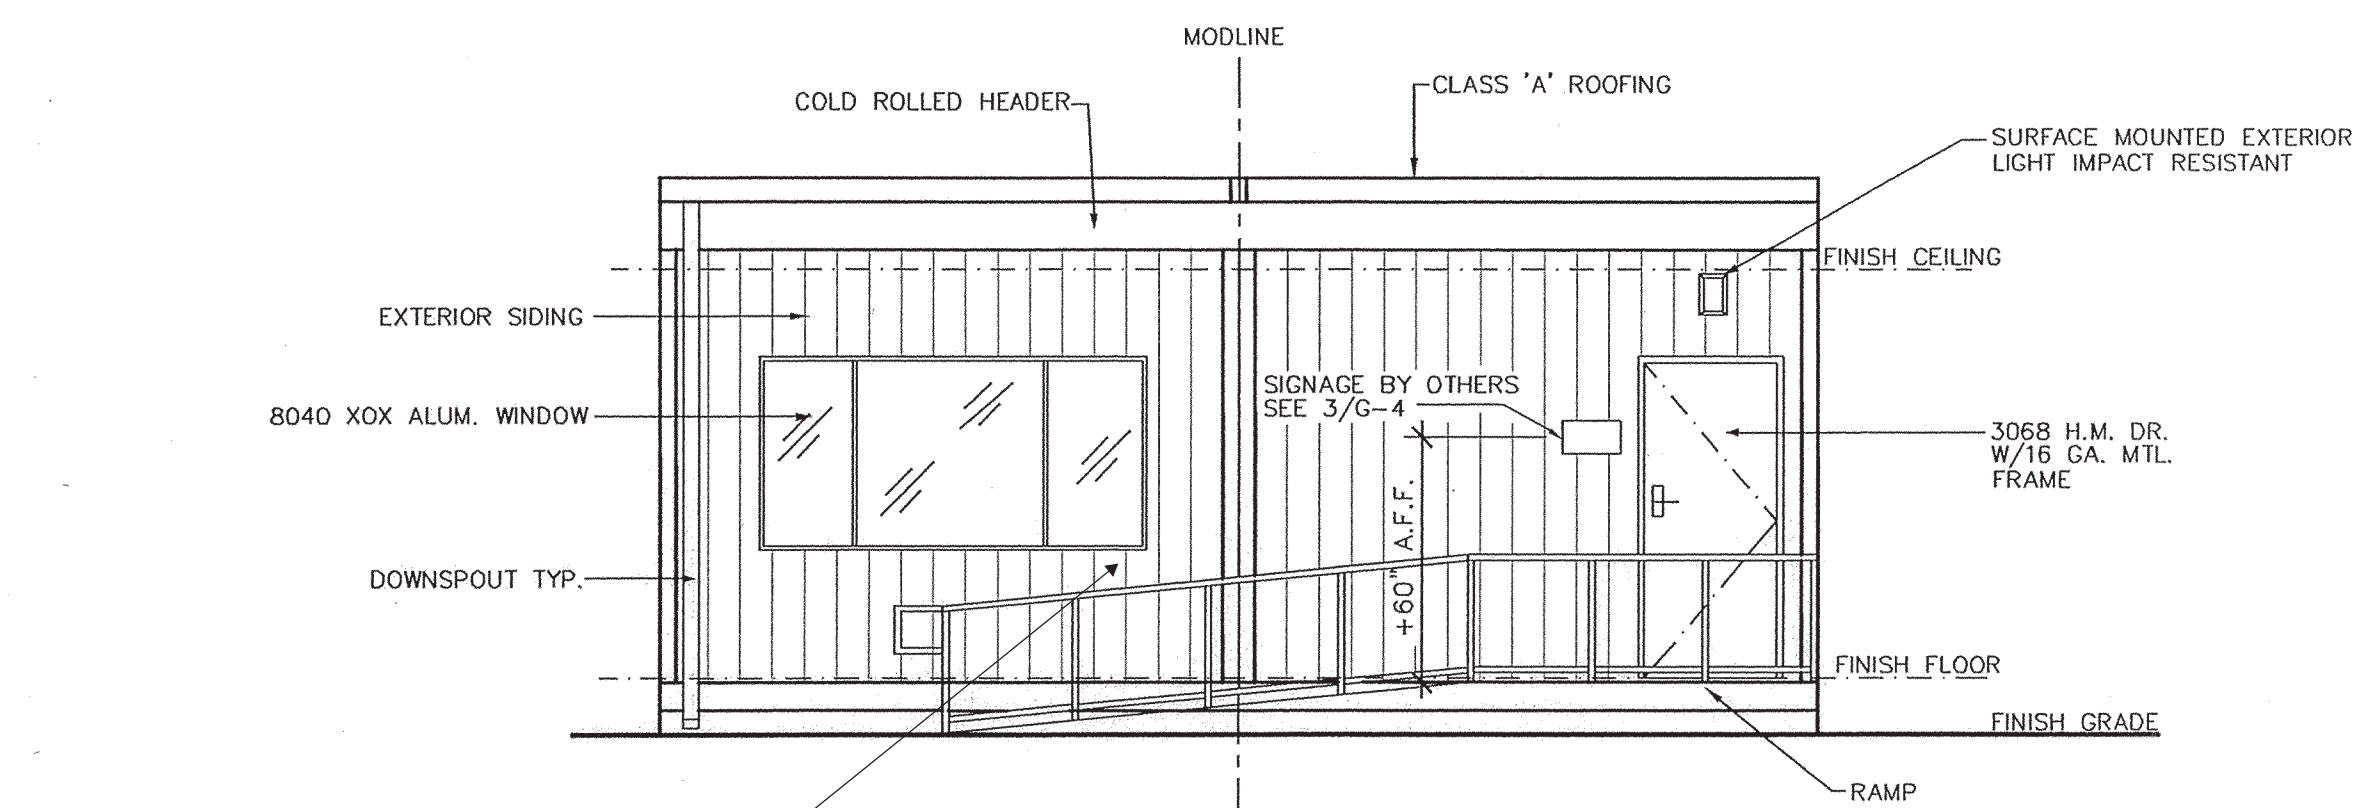 MODLINE
CLASS 'A' ROOFING
COLD ROLLED HEADER
SURFACE MOUNTED EXTERIOR
LIGHT IMPACT RESISTANT
FINISH CEILING
EXTERIOR SIDING
SIGNAGE BY OTHERS
SEE 3/G-4
8040 XOX ALUM. WINDOW
3068 H.M. DR.
W/16 GA. MTL.
FRAME
+60" A.F.F.
DOWNSPOUT TYP.
FINISH FLOOR
FINISH GRADE
RAMP